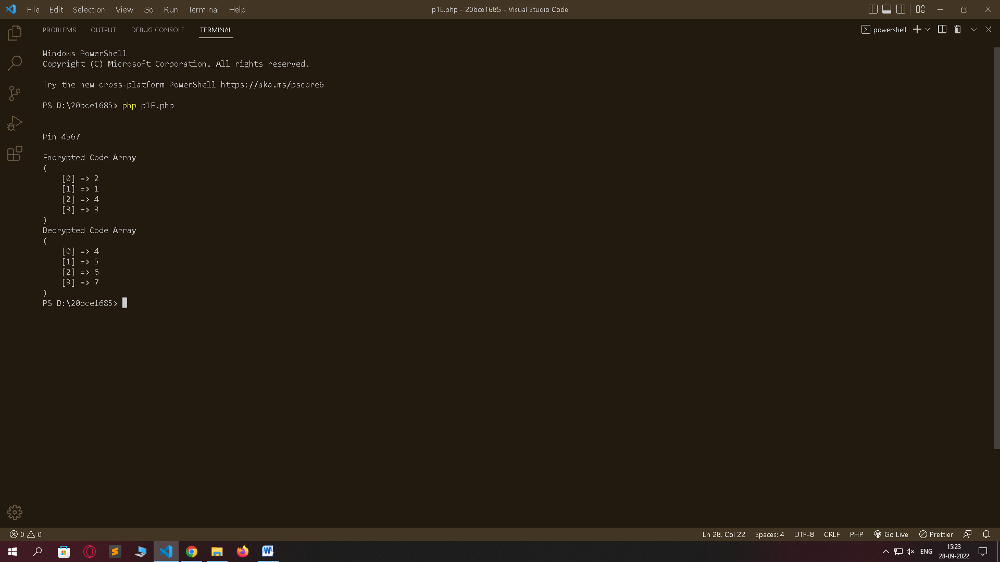 File Edit Selection View Go Run Terminal Help
p1E.php - 20bce1685 - Visual Studio Code
PROBLEMS OUTPUT DEBUG CONSOLE TERMINAL
powershell
Windows PowerShell
Copyright (C) Microsoft Corporation. All rights reserved.
Try the new cross-platform PowerShell https://aka.ms/pscore6
PS D:\20bce1685> php p1E.php
Pin 4567
Encrypted Code Array
(
[0] => 2
[1] => 1
[2] => 4
[3] => 3
)
Decrypted Code Array
(
[0] => 4
[1] => 5
[2] => 6
[3] => 7
)
PS D:\20bce1685>
0 0 Ln 28, Col 22 Spaces: 4 UTF-8 CRLF PHP Go Live Prettier
ENG
15:23
28-09-2022